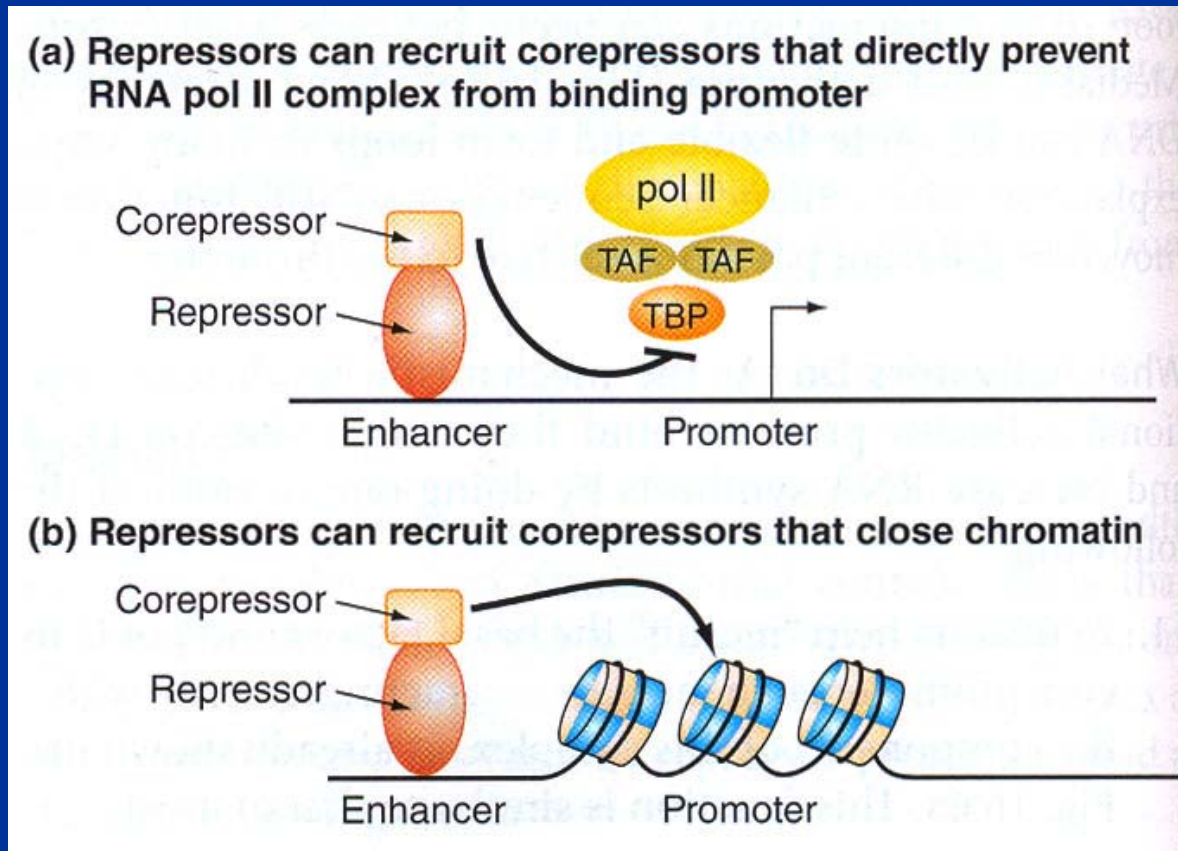 (a) Repressors can recruit corepressors that directly prevent
RNA pol II complex from binding promoter
pol II
Corepressor
TAF TAF
Repressor
TBP
Enhancer Promoter
(b) Repressors can recruit corepressors that close chromatin
Corepressor
Repressor
Enhancer Promoter